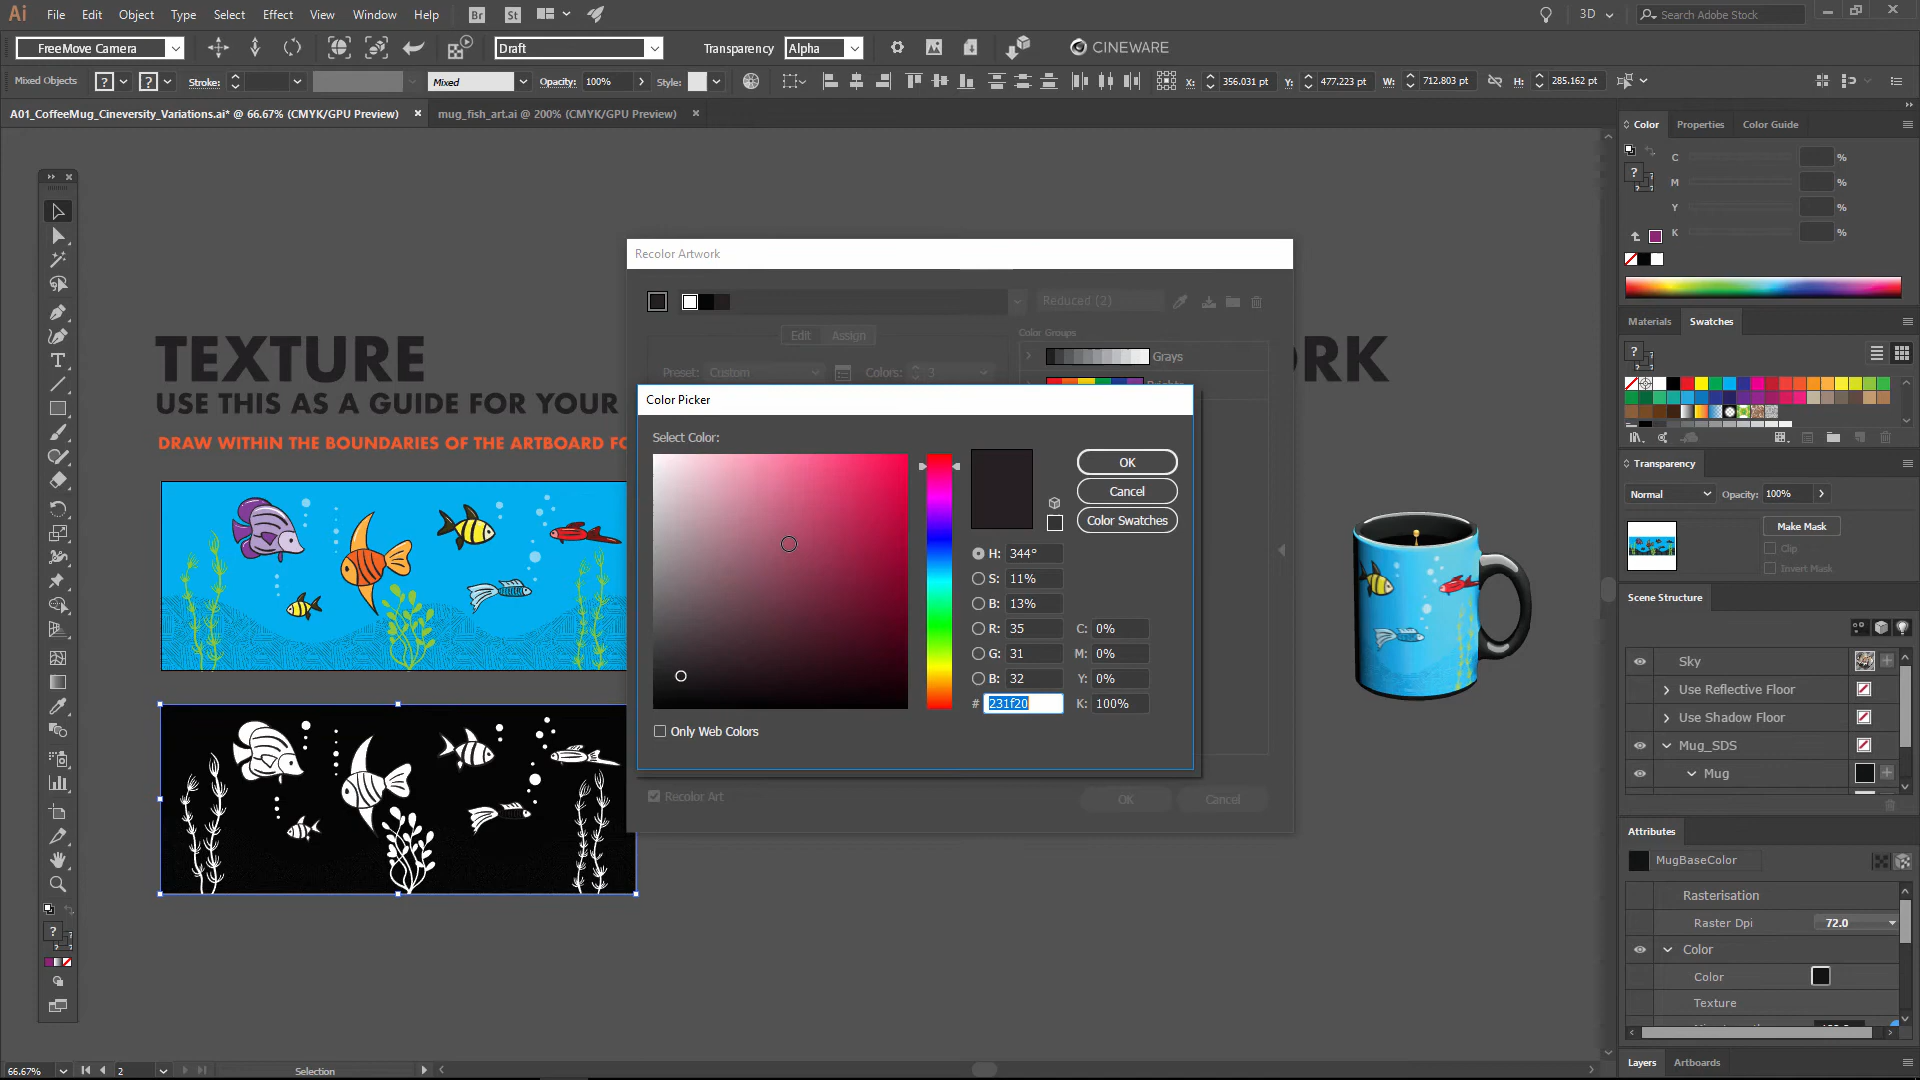 Ai File Edit Object Type Select Effect View Window Help Br St 3D Search Adobe Stock
FreeMove Camera Draft Transparency Alpha CINEWARE
Mixed Objects ? ? Stroke: Mixed Opacity: 100% Style: X: 356.031 pt Y: 477.223 pt W: 712.803 pt H: 285.162 pt
A01_CoffeeMug_Cineversity_Variations.ai* @ 66.67% (CMYK/GPU Preview) mug_fish_art.ai @ 200% (CMYK/GPU Preview)
Color Properties Color Guide
C %
M %
Y %
K %
Recolor Artwork
Reduced (2)
Edit Assign
Color Groups
Grays
Preset: Custom Colors: 3
Brights
TEXTURE
USE THIS AS A GUIDE FOR YOUR
DRAW WITHIN THE BOUNDARIES OF THE ARTBOARD FO
RK
Color Picker
Select Color:
OK
Cancel
Color Swatches
H: 344°
S: 11%
B: 13%
R: 35 C: 0%
G: 31 M: 0%
B: 32 Y: 0%
# 231f20 K: 100%
Only Web Colors
Recolor Art OK Cancel
Materials Swatches
Transparency
Normal Opacity: 100%
Make Mask
Clip
Invert Mask
Scene Structure
Sky
Use Reflective Floor
Use Shadow Floor
Mug_SDS
Mug
Attributes
MugBaseColor
Rasterisation
Raster Dpi 72.0
Color
Color
Texture
Layers Artboards
66.67% 2 Selection